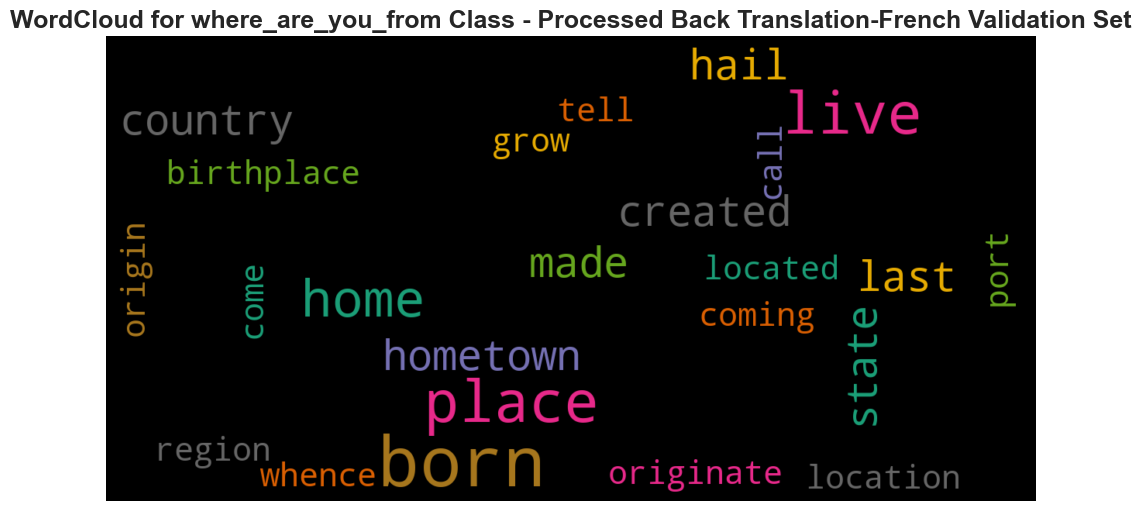 WordCloud for where_are_you_from Class - Processed Back Translation-French Validation Set
hail
live
tell
country
grow
call
birthplace
created
origin
port
made
located
last
come
home
coming
state
hometown
place
region
born
whence
originate
location